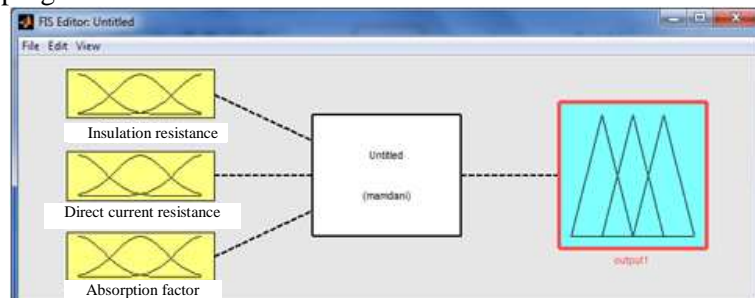 FIS Editor: Untitled
File Edit View
Insulation resistance
Direct current resistance
Absorption factor
Untitled
(mamdani)
output1